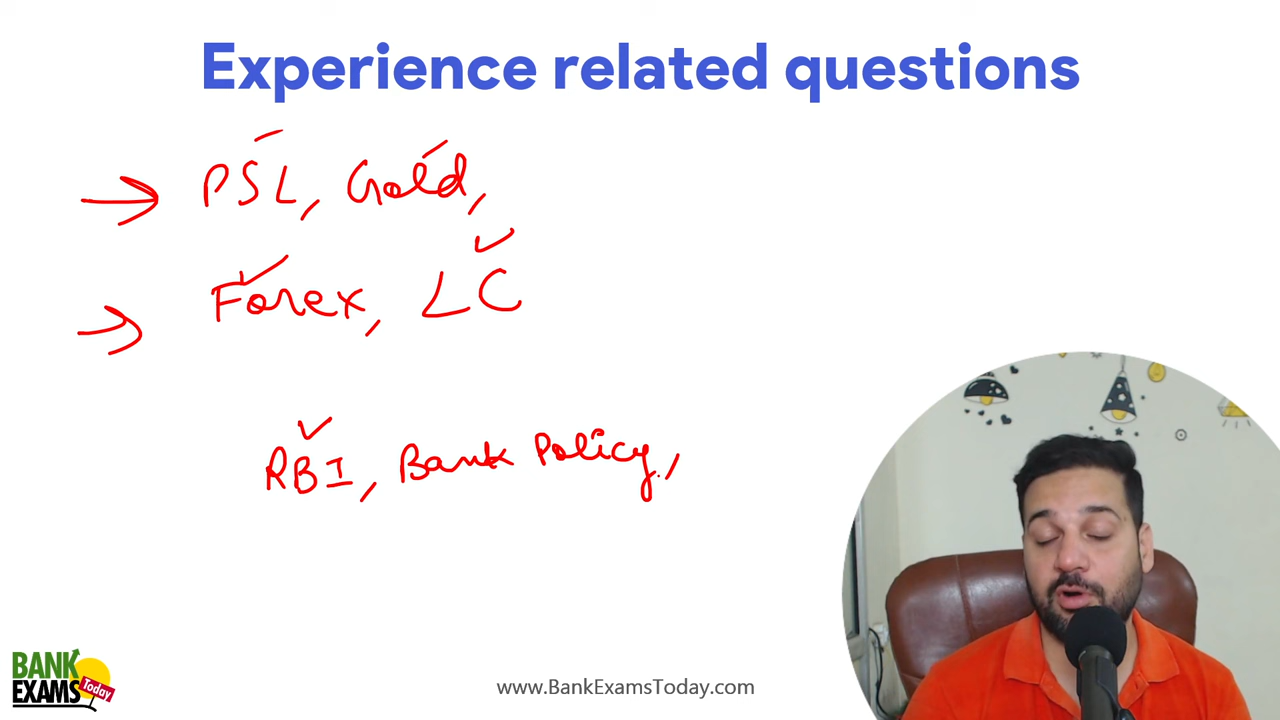 Experience related questions
PSL, Gold,
Forex, LC
RBI, Bank Policy,
BANK
EXAMS Today
www.BankExamsToday.com